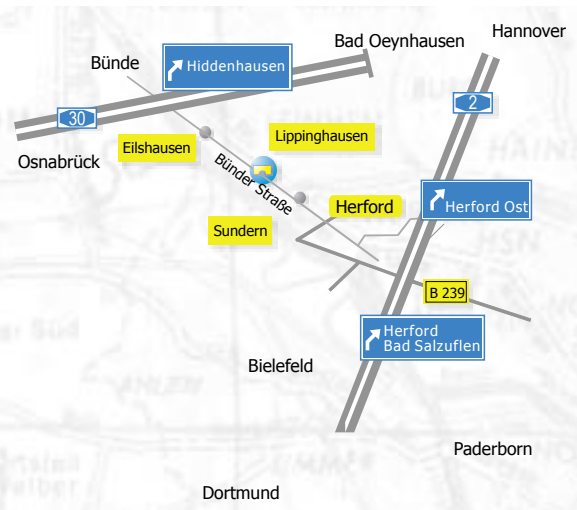 Hannover
Bad Oeynhausen
Bünde
Hiddenhausen
2
30
Lippinghausen
Eilshausen
Osnabrück
Bünder Straße
Herford
Herford Ost
Sundern
B 239
Herford
Bad Salzuflen
Bielefeld
Paderborn
Dortmund